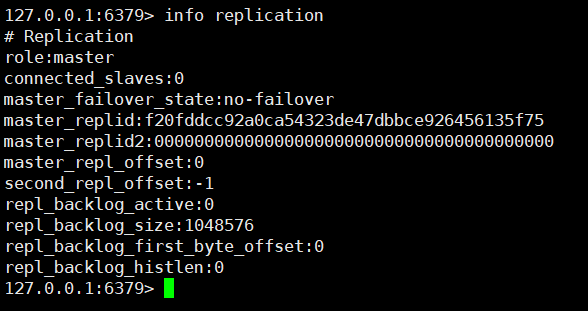 127.0.0.1:6379> info replication
# Replication
role:master
connected_slaves:0
master_failover_state:no-failover
master_replid:f20fddcc92a0ca54323de47dbbce926456135f75
master_replid2:0000000000000000000000000000000000000000
master_repl_offset:0
second_repl_offset:-1
repl_backlog_active:0
repl_backlog_size:1048576
repl_backlog_first_byte_offset:0
repl_backlog_histlen:0
127.0.0.1:6379>